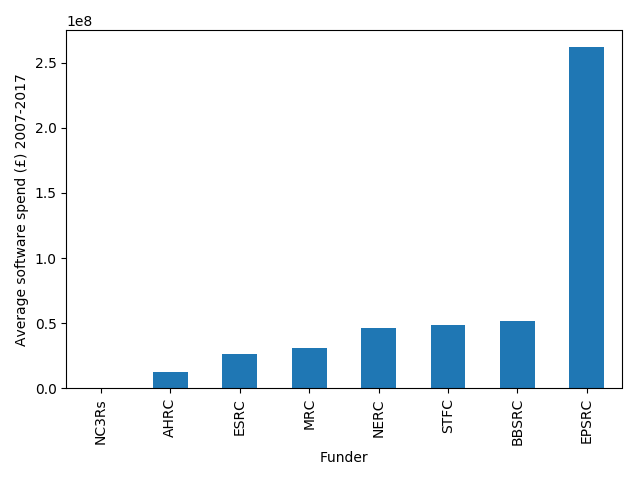 1e8
2.5
2.0
1.5
1.0
0.5
0.0
Average software spend (£) 2007-2017
NC3Rs
AHRC
ESRC
MRC
NERC
STFC
BBSRC
EPSRC
Funder